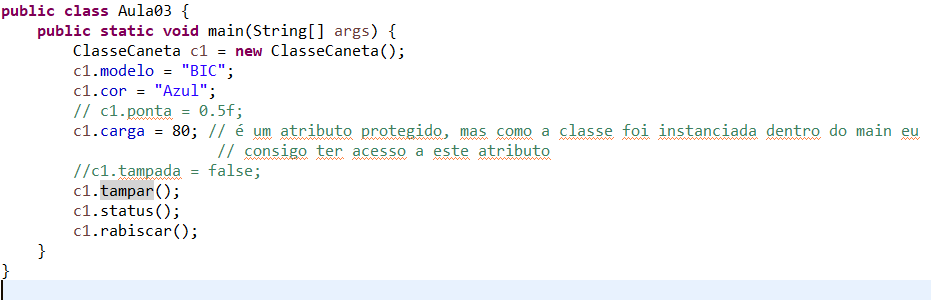 public class Aula03 {
    public static void main(String[] args) {
        ClasseCaneta c1 = new ClasseCaneta();
        c1.modelo = "BIC";
        c1.cor = "Azul";
        // c1.ponta = 0.5f;
        c1.carga = 80; // é um atributo protegido, mas como a classe foi instanciada dentro do main eu
                        // consigo ter acesso a este atributo
        //c1.tampada = false;
        c1.tampar();
        c1.status();
        c1.rabiscar();
    }
}